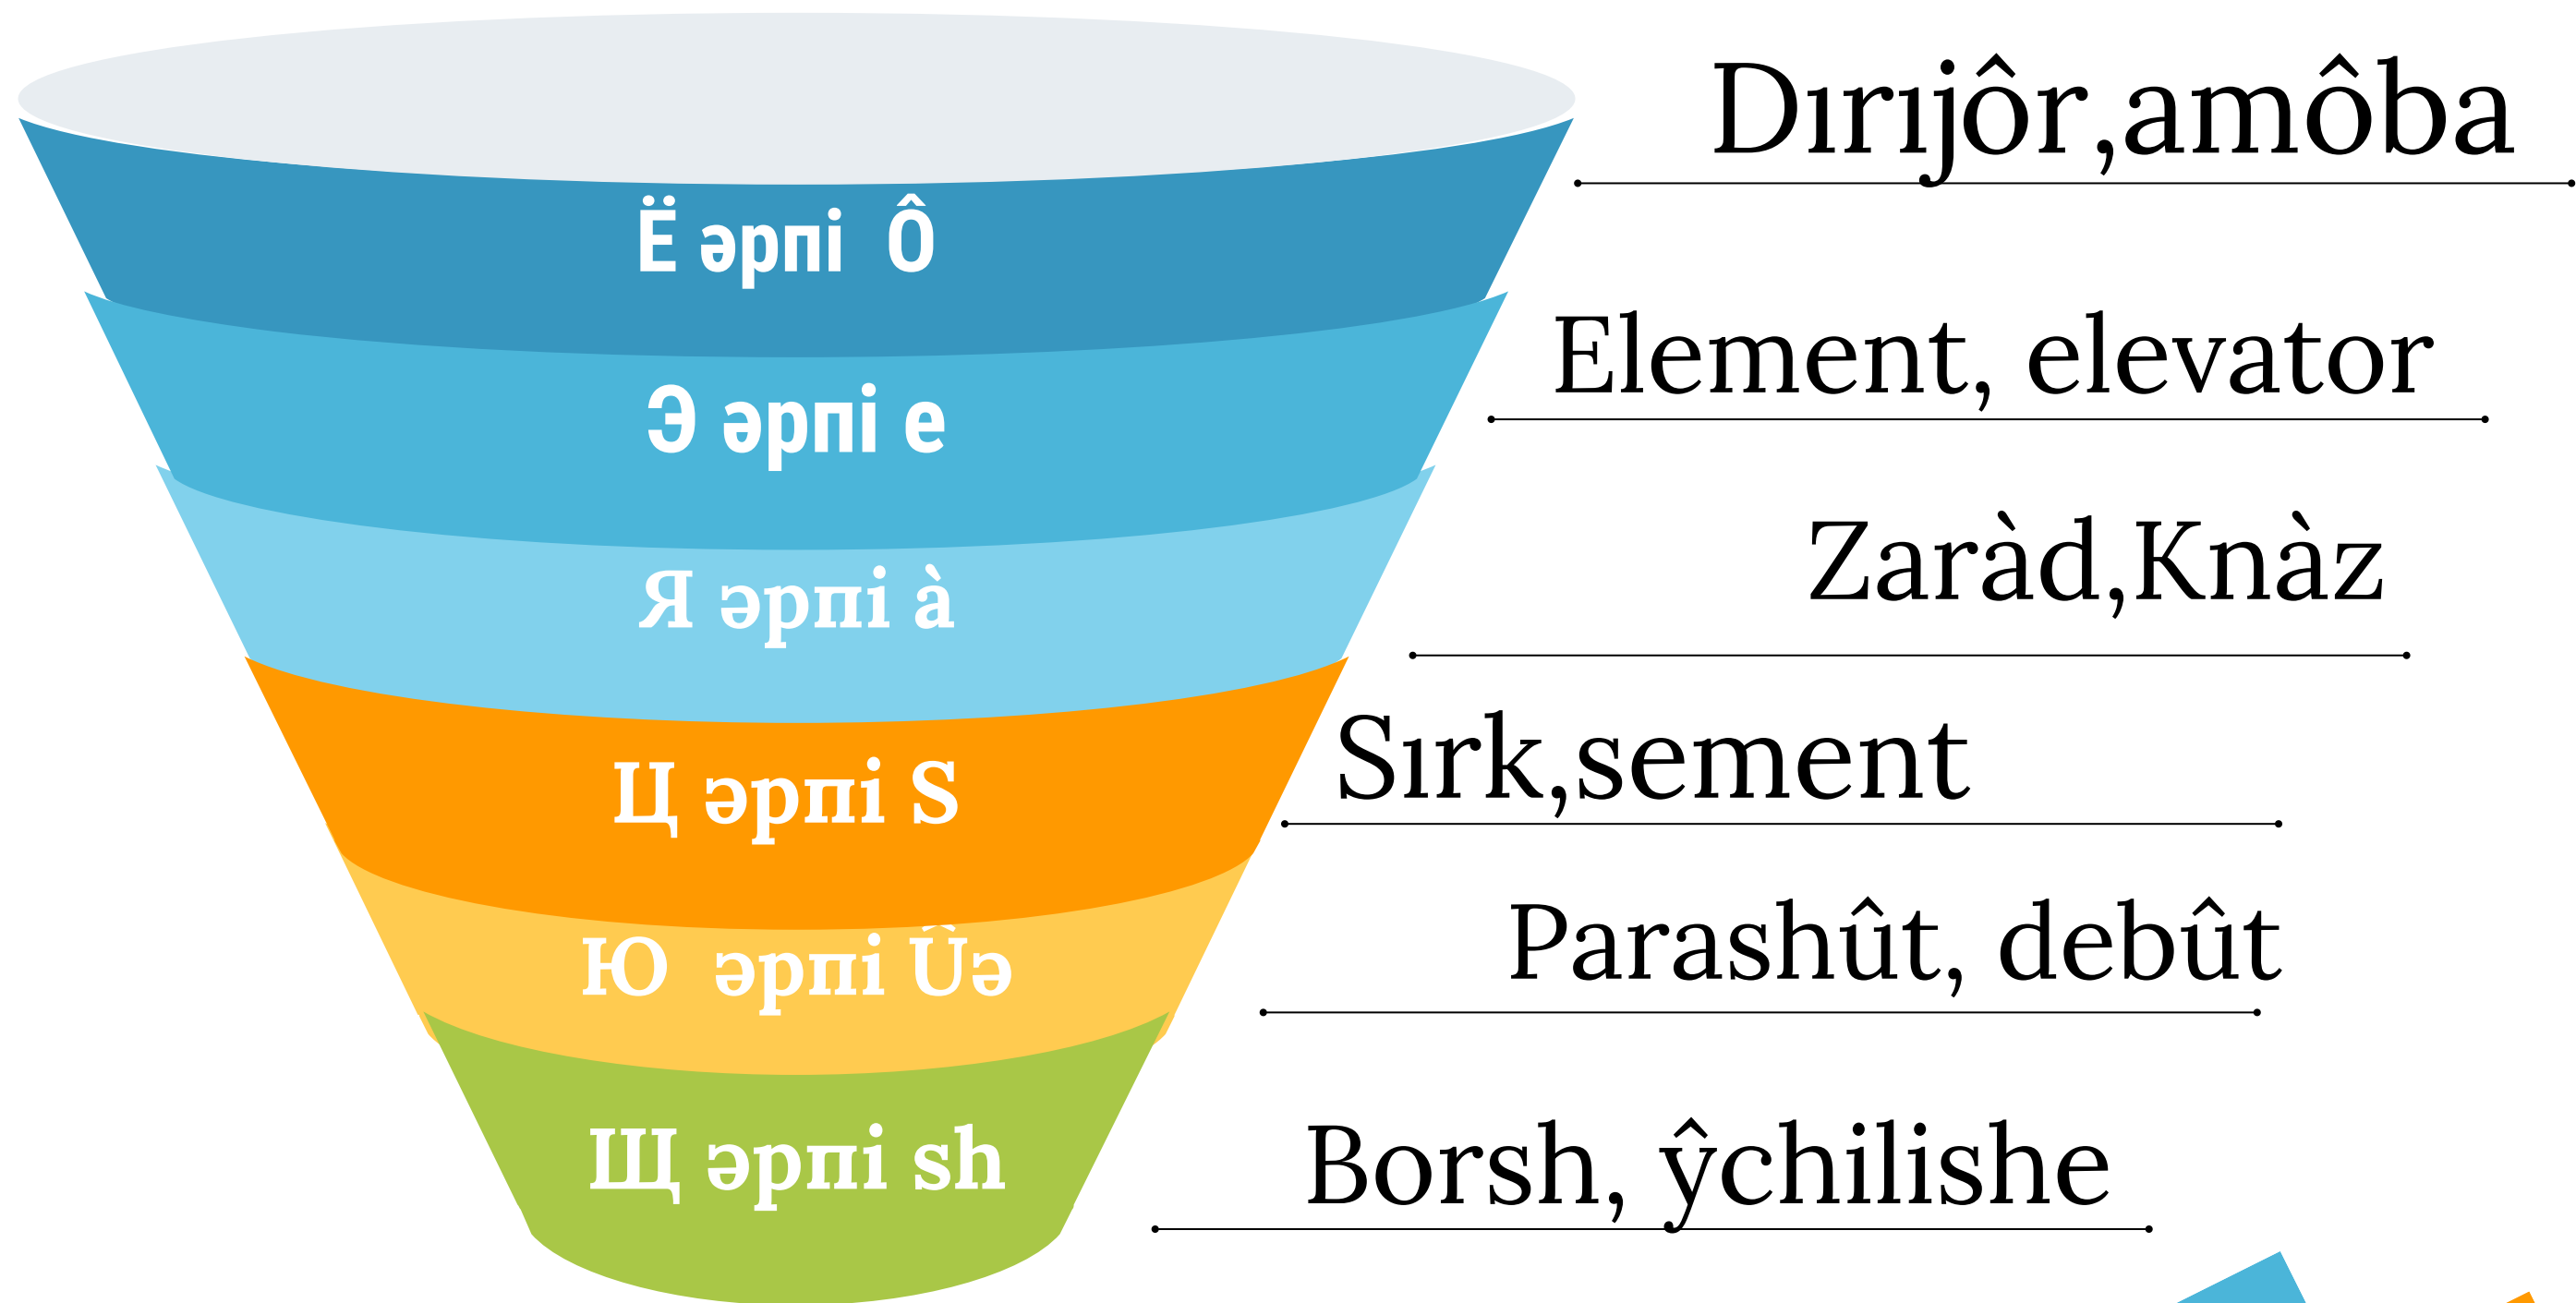 Dırıjôr,amôba
Ё әрпі Ô
Element, elevator
Э әрпі е
Zaràd,Knàz
Я әрпі à
Sırk,sement
Ц әрпі S
Parashût, debût
Ю әрпі Ûə
Borsh, ŷchilishe
Щ әрпі sh